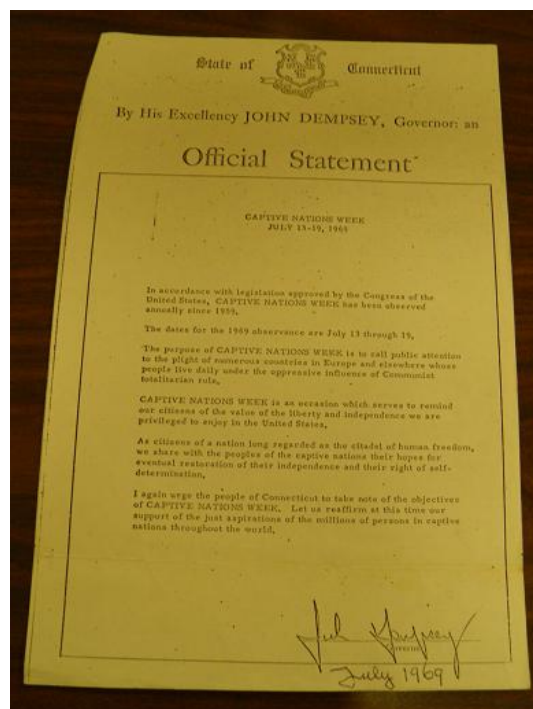 State of Connecticut
By His Excellency JOHN DEMPSEY, Governor: an
Official Statement
CAPTIVE NATIONS WEEK
JULY 13-19, 1969
In accordance with legislation approved by the Congress of the
United States, CAPTIVE NATIONS WEEK has been observed
annually since 1959.
The dates for the 1969 observance are July 13 through 19.
The purpose of CAPTIVE NATIONS WEEK is to call public attention
to the plight of numerous countries in Europe and elsewhere whose
people live daily under the oppressive influence of Communist
totalitarian rule.
CAPTIVE NATIONS WEEK is an occasion which serves to remind
our citizens of the value of the liberty and independence we are
privileged to enjoy in the United States.
As citizens of a nation long regarded as the citadel of human freedom,
we share with the peoples of the captive nations their hopes for
eventual restoration of their independence and their right of self-
determination.
I again urge the people of Connecticut to take note of the objectives
of CAPTIVE NATIONS WEEK. Let us reaffirm at this time our
support of the just aspirations of the millions of persons in captive
nations throughout the world.
John Dempsey
Governor
July 1969